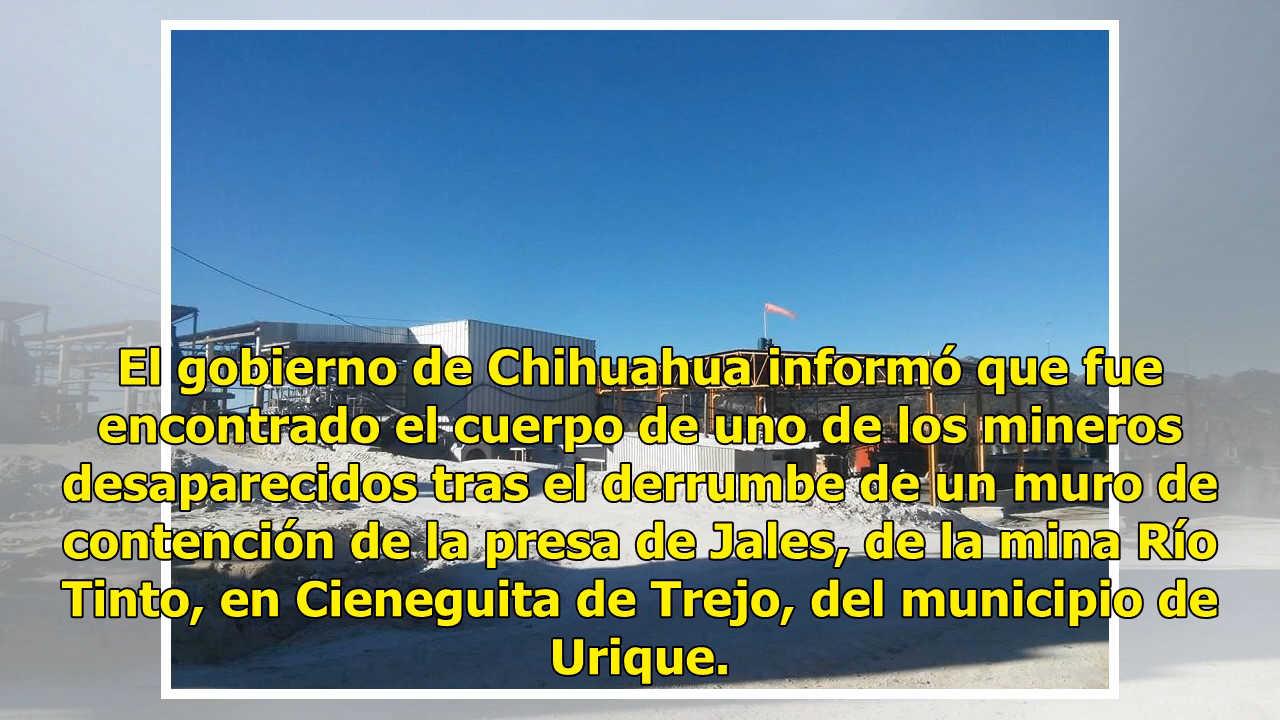 El gobierno de Chihuahua informó que fue
encontrado el cuerpo de uno de los mineros
desaparecidos tras el derrumbe de un muro de
contención de la presa de Jales, de la mina Río
Tinto, en Cieneguita de Trejo, del municipio de
Urique.